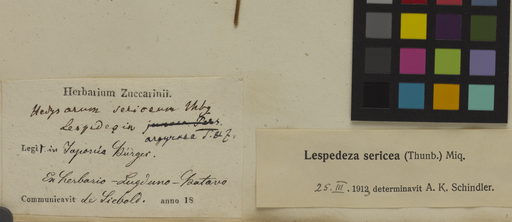 Herbarium Zuccarinii.
Hedysarum sericeum Thbg
Lespedeza juncea Pers.
argyraea S. & Z.
Legit in Japonia Bürger.
Ex herbario Lugduno-Batavo
Communicavit de Siebold. anno 18
Lespedeza sericea (Thunb.) Miq.
25. III. 1912, determinavit A. K. Schindler.